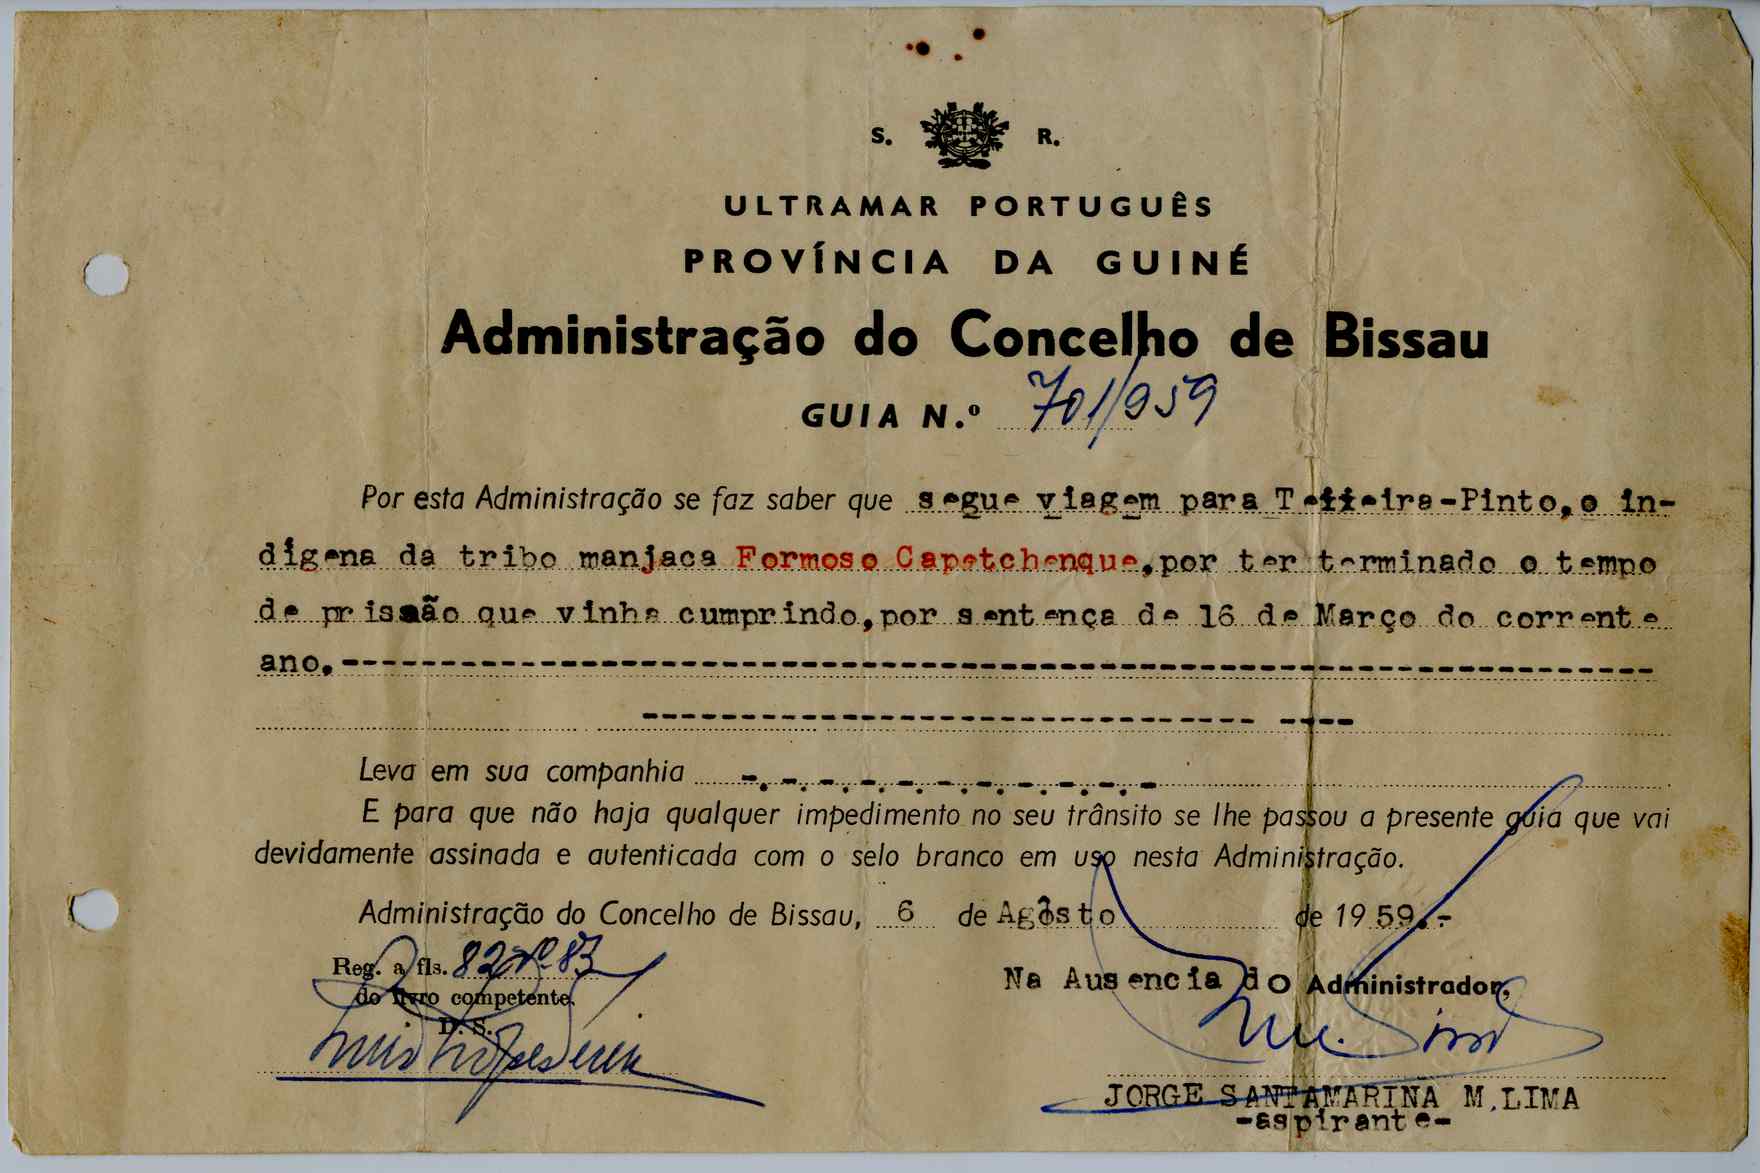 S. R.
ULTRAMAR PORTUGUÊS
PROVÍNCIA DA GUINÉ
Administração do Concelho de Bissau
GUIA N.º 701/959
Por esta Administração se faz saber que segue viagem para Teixeira-Pinto, o in-
dígena da tribo manjaca Formoso Capetchenque, por ter terminado o tempo
de prisão que vinha cumprindo, por sentença de 16 de Março do corrente
ano.-----------------------------------------------------------------
------------------------------- ----
Leva em sua companhia -.-.-.-.-.-.-.-.-.-.-
E para que não haja qualquer impedimento no seu trânsito se lhe passou a presente guia que vai
devidamente assinada e autenticada com o selo branco em uso nesta Administração.
Administração do Concelho de Bissau, 6 de Agôsto de 1959.-
Reg. a fls. 82 nº 83
do livro competente.
D. S.
Na Ausencia do Administrador,
JORGE SANTAMARINA M. LIMA
-aspirante-